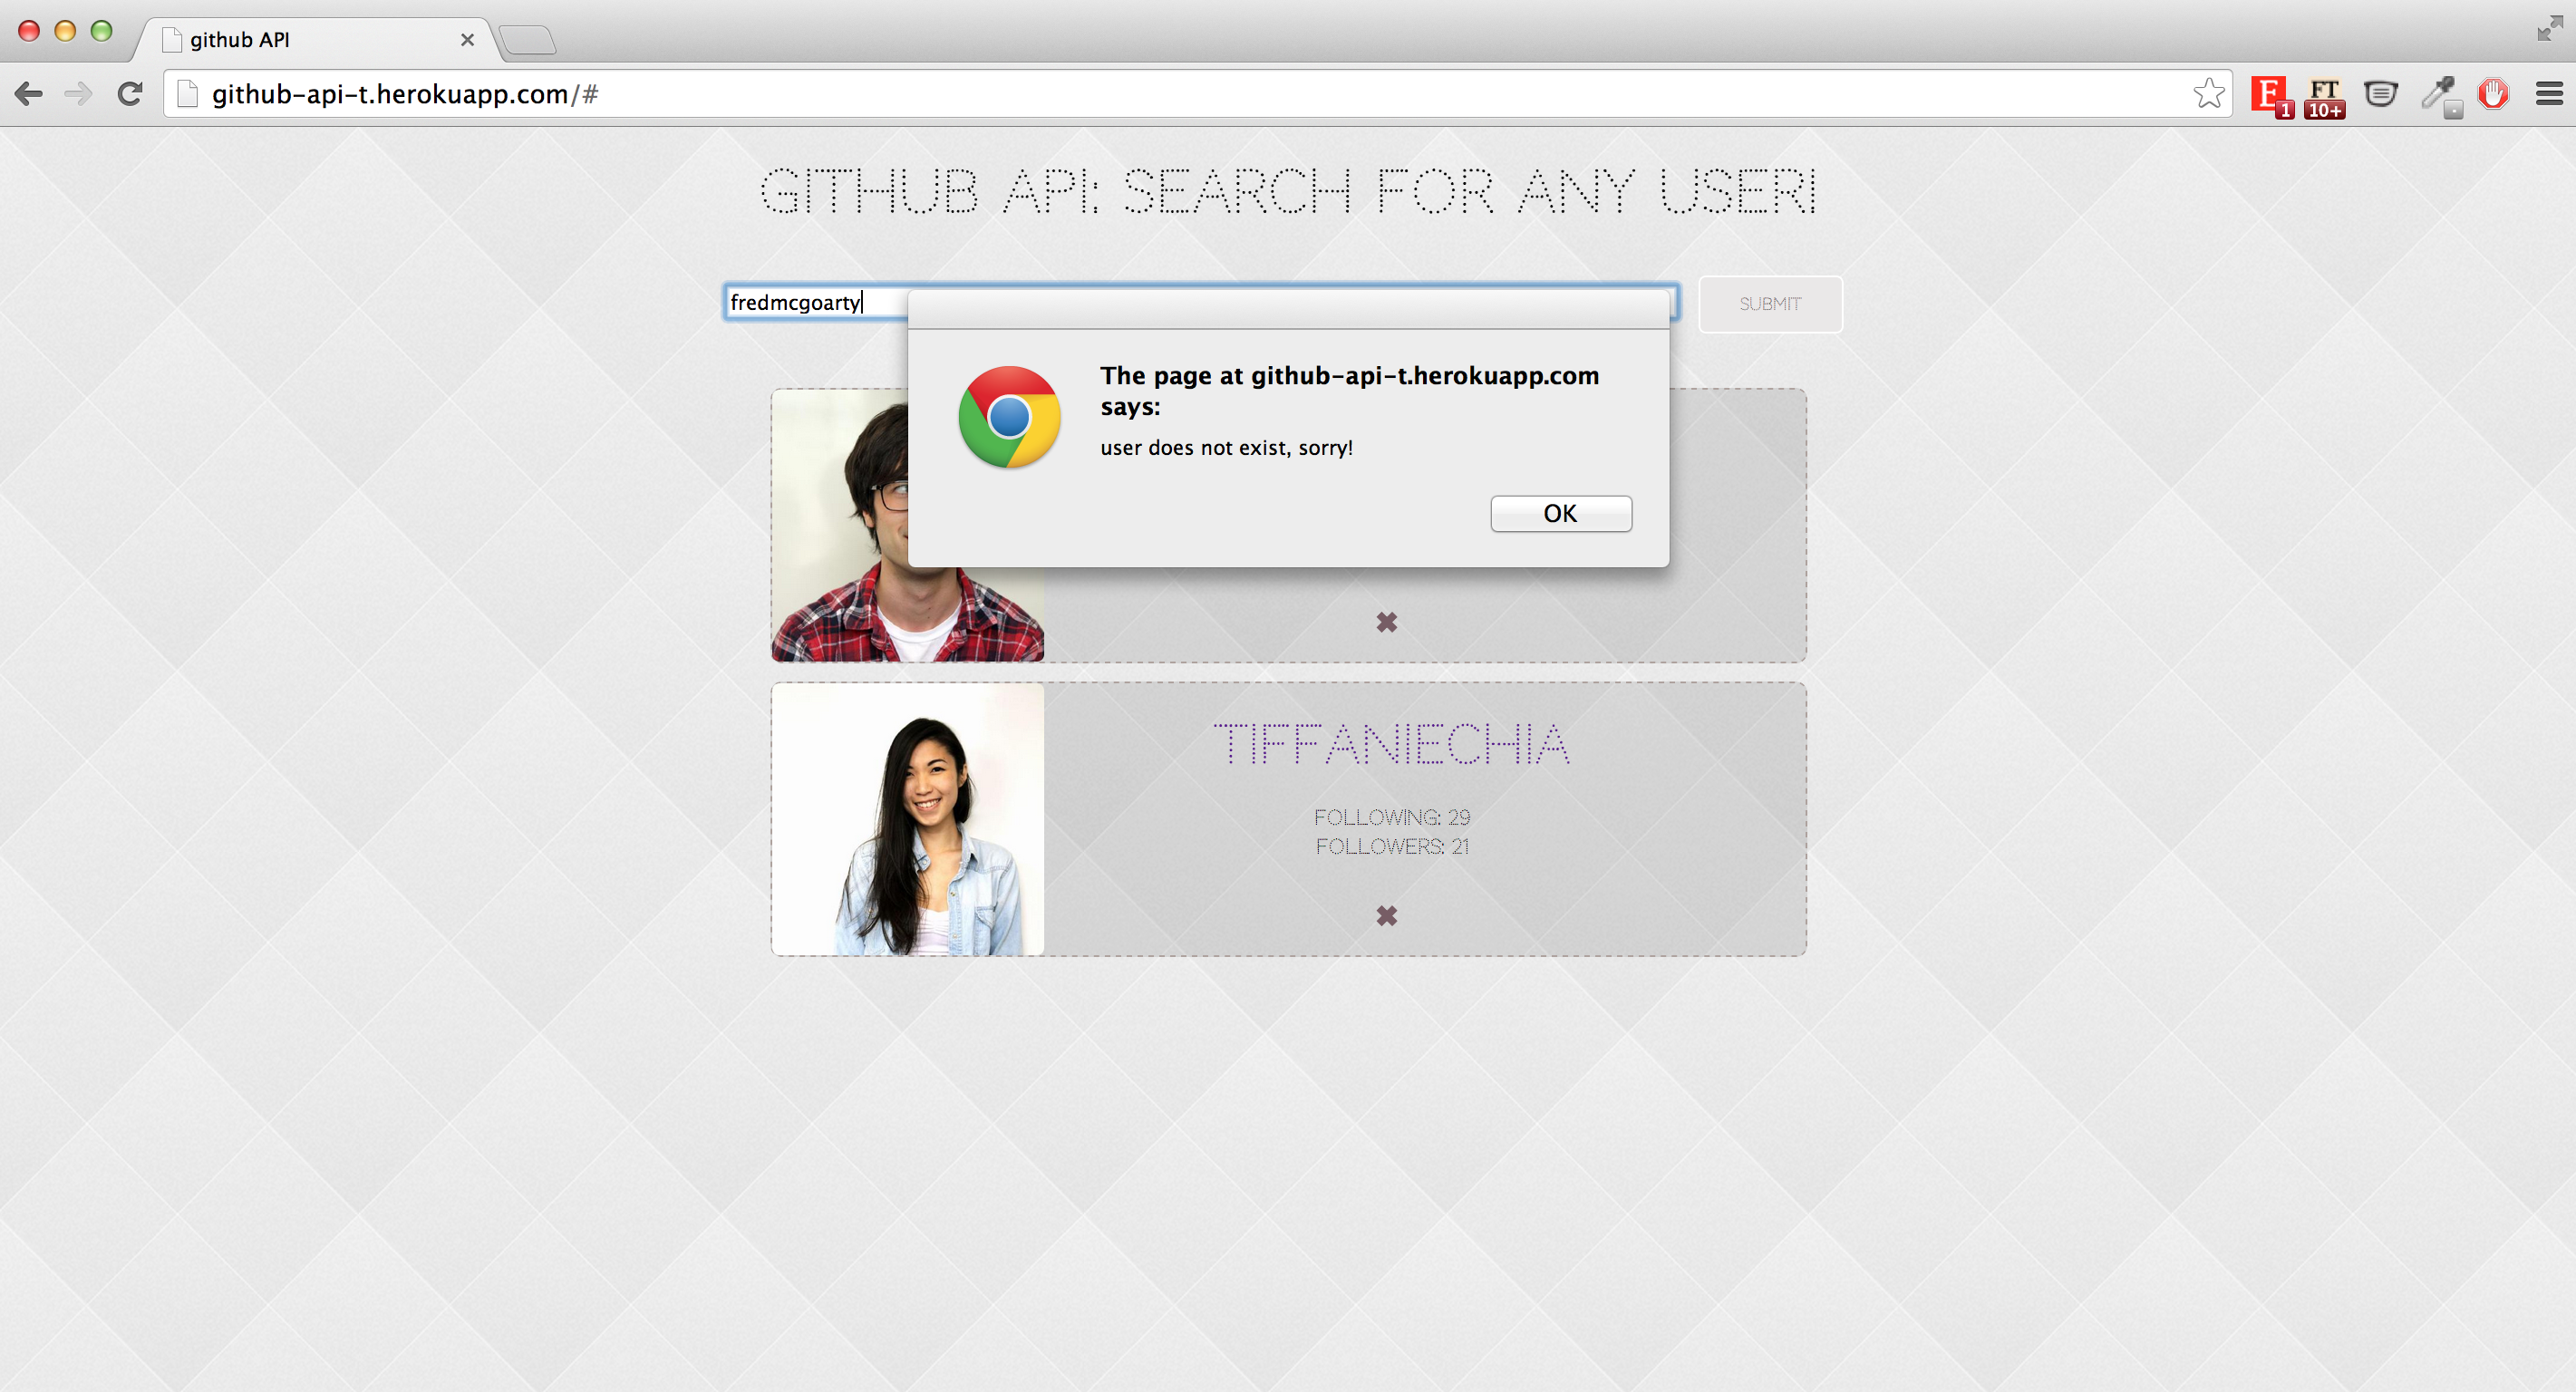 github API
github-api-t.herokuapp.com/#
E 1
FT 10+
GITHUB API: SEARCH FOR ANY USER!
fredmcgoarty
SUBMIT
The page at github-api-t.herokuapp.com
says:
user does not exist, sorry!
OK
TIFFANIECHIA
FOLLOWING: 29
FOLLOWERS: 21